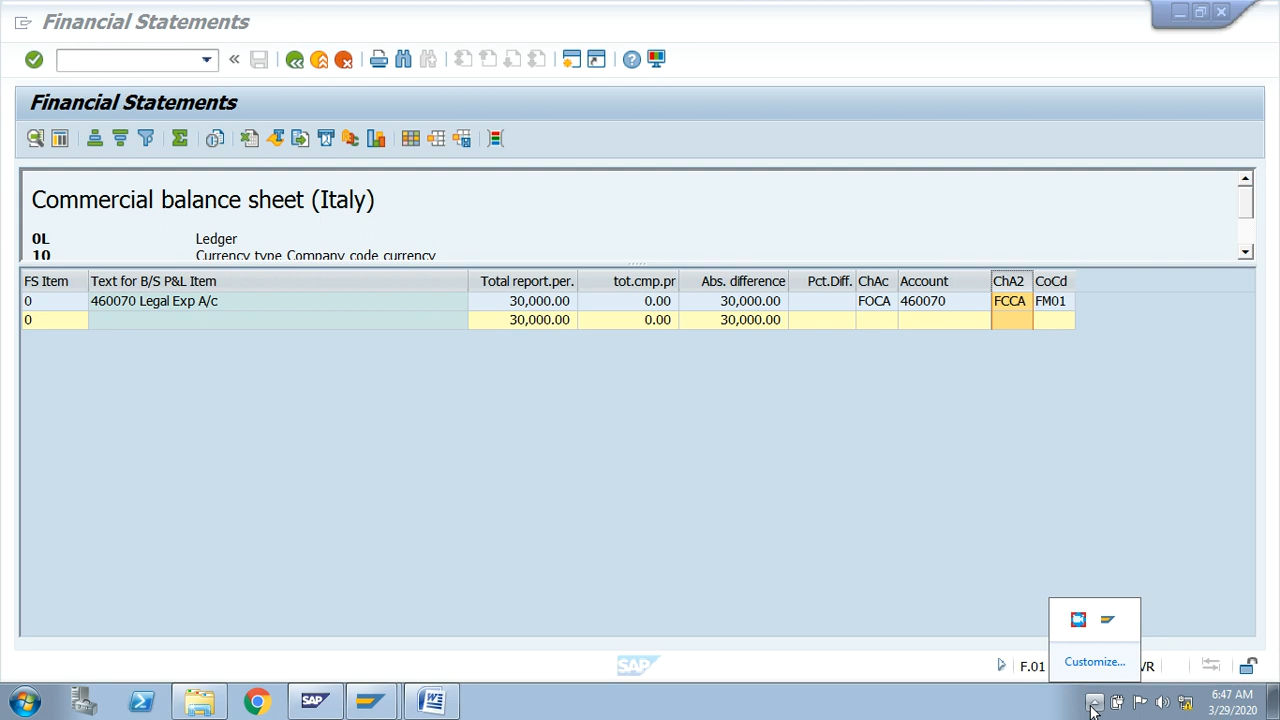 Financial Statements
Financial Statements
Commercial balance sheet (Italy)
0L Ledger
10 Currency type Company code currency
FS Item Text for B/S P&L Item Total report.per. tot.cmp.pr Abs. difference Pct.Diff. ChAc Account ChA2 CoCd
0 460070 Legal Exp A/c 30,000.00 0.00 30,000.00 FOCA 460070 FCCA FM01
0 30,000.00 0.00 30,000.00
Customize...
SAP F.01 VR
SAP 6:47 AM
3/29/2020